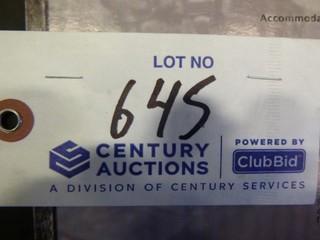 Accommoda
LOT NO
645
CENTURY AUCTIONS
POWERED BY
ClubBid
A DIVISION OF CENTURY SERVICES